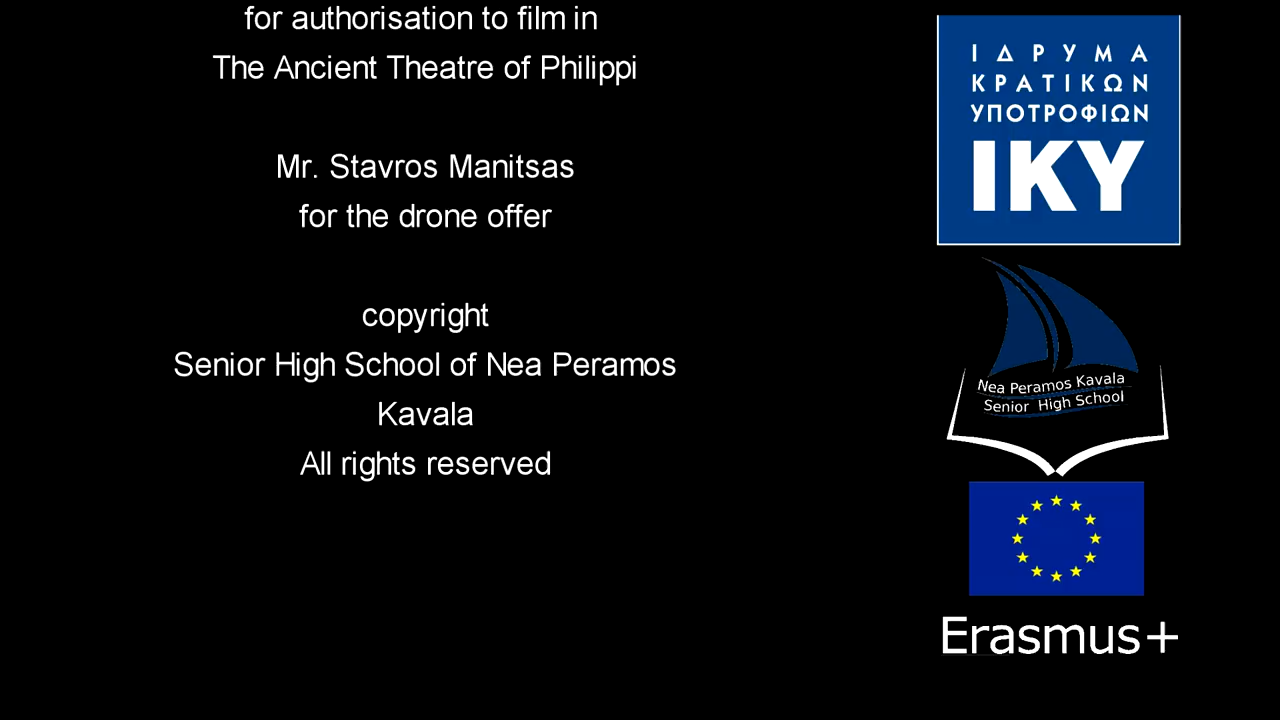 for authorisation to film in
The Ancient Theatre of Philippi
Mr. Stavros Manitsas
for the drone offer
copyright
Senior High School of Nea Peramos
Kavala
All rights reserved
ΙΔΡΥΜΑ
ΚΡΑΤΙΚΩΝ
ΥΠΟΤΡΟΦΙΩΝ
ΙΚΥ
Nea Peramos Kavala
Senior High School
Erasmus+